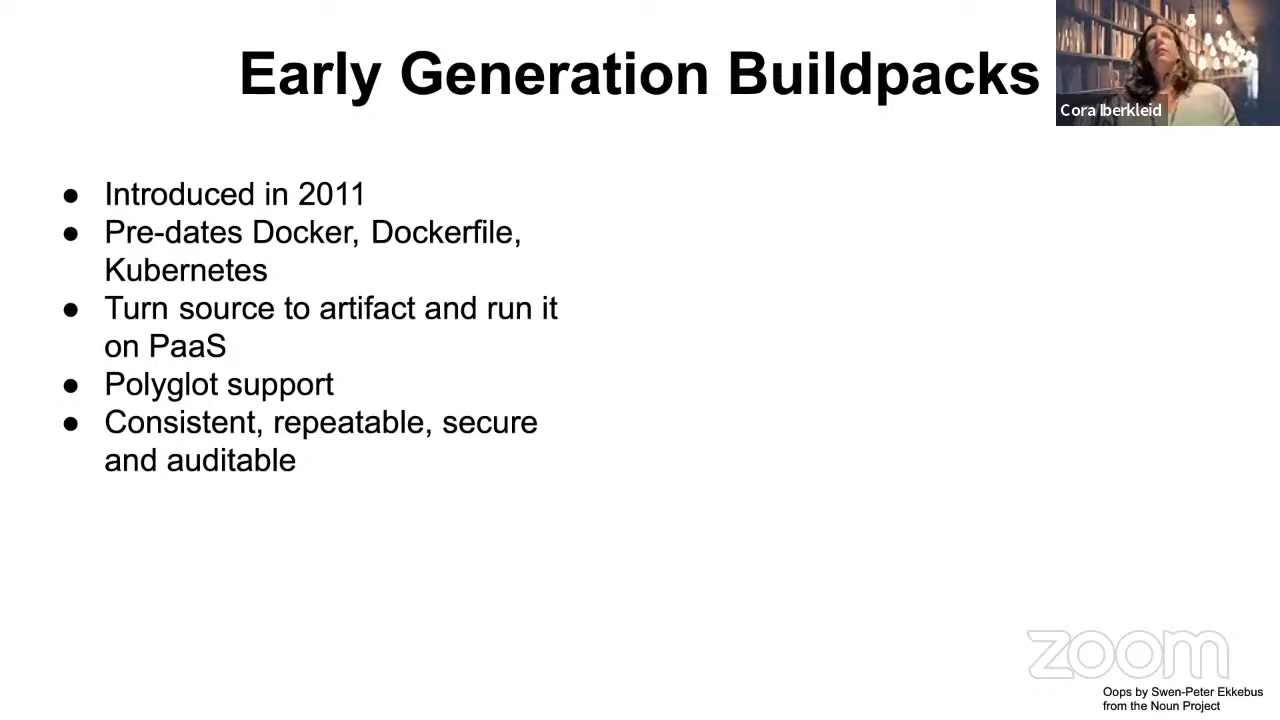 Early Generation Buildpacks
Cora Iberkleid
● Introduced in 2011
● Pre-dates Docker, Dockerfile,
Kubernetes
● Turn source to artifact and run it
on PaaS
● Polyglot support
● Consistent, repeatable, secure
and auditable
zoom
Oops by Swen-Peter Ekkebus
from the Noun Project